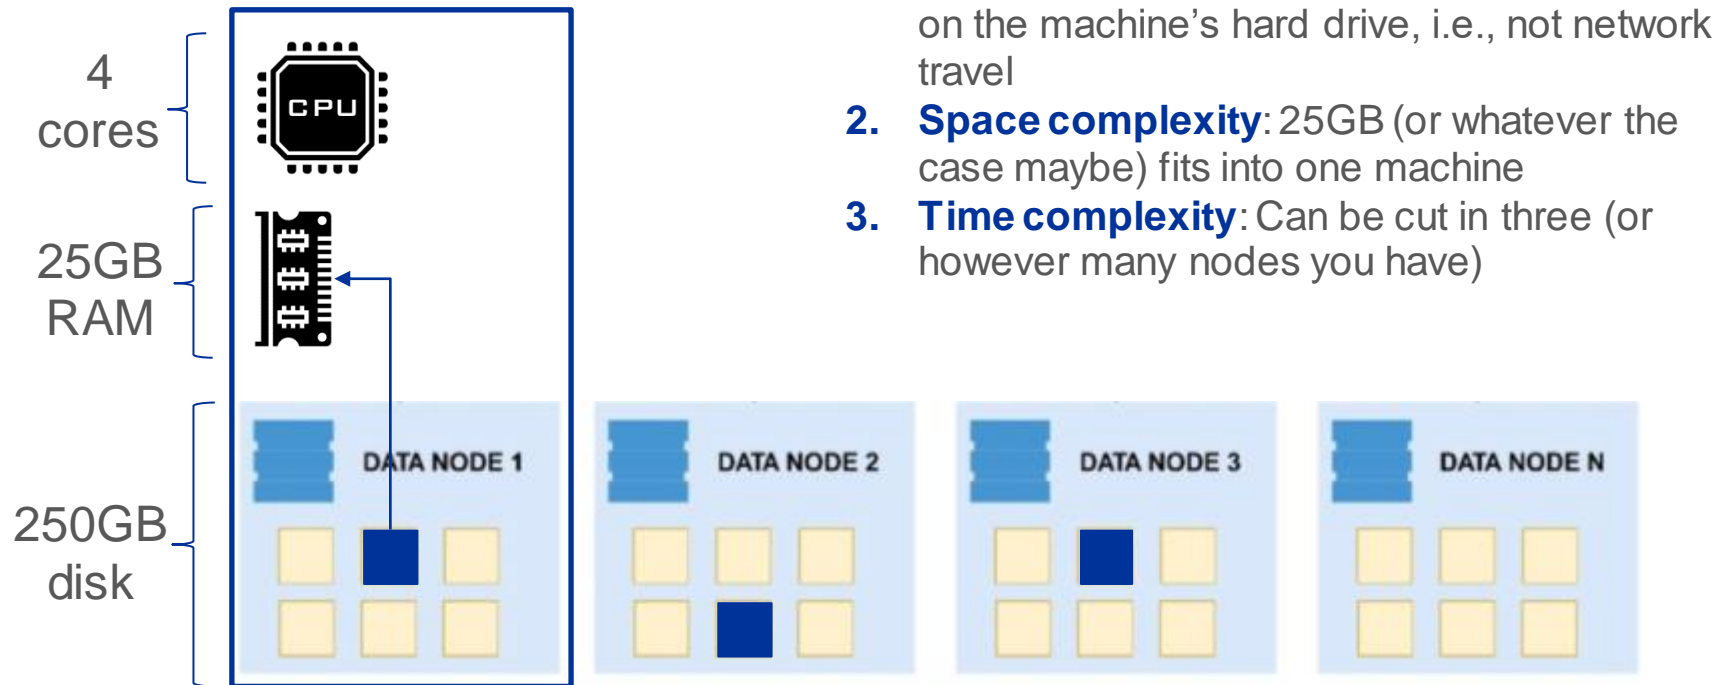 4
cores
CPU
25GB
RAM
250GB
disk
on the machine's hard drive, i.e., not network
travel
2. Space complexity: 25GB (or whatever the
case maybe) fits into one machine
3. Time complexity: Can be cut in three (or
however many nodes you have)
DATA NODE 1
DATA NODE 2
DATA NODE 3
DATA NODE N